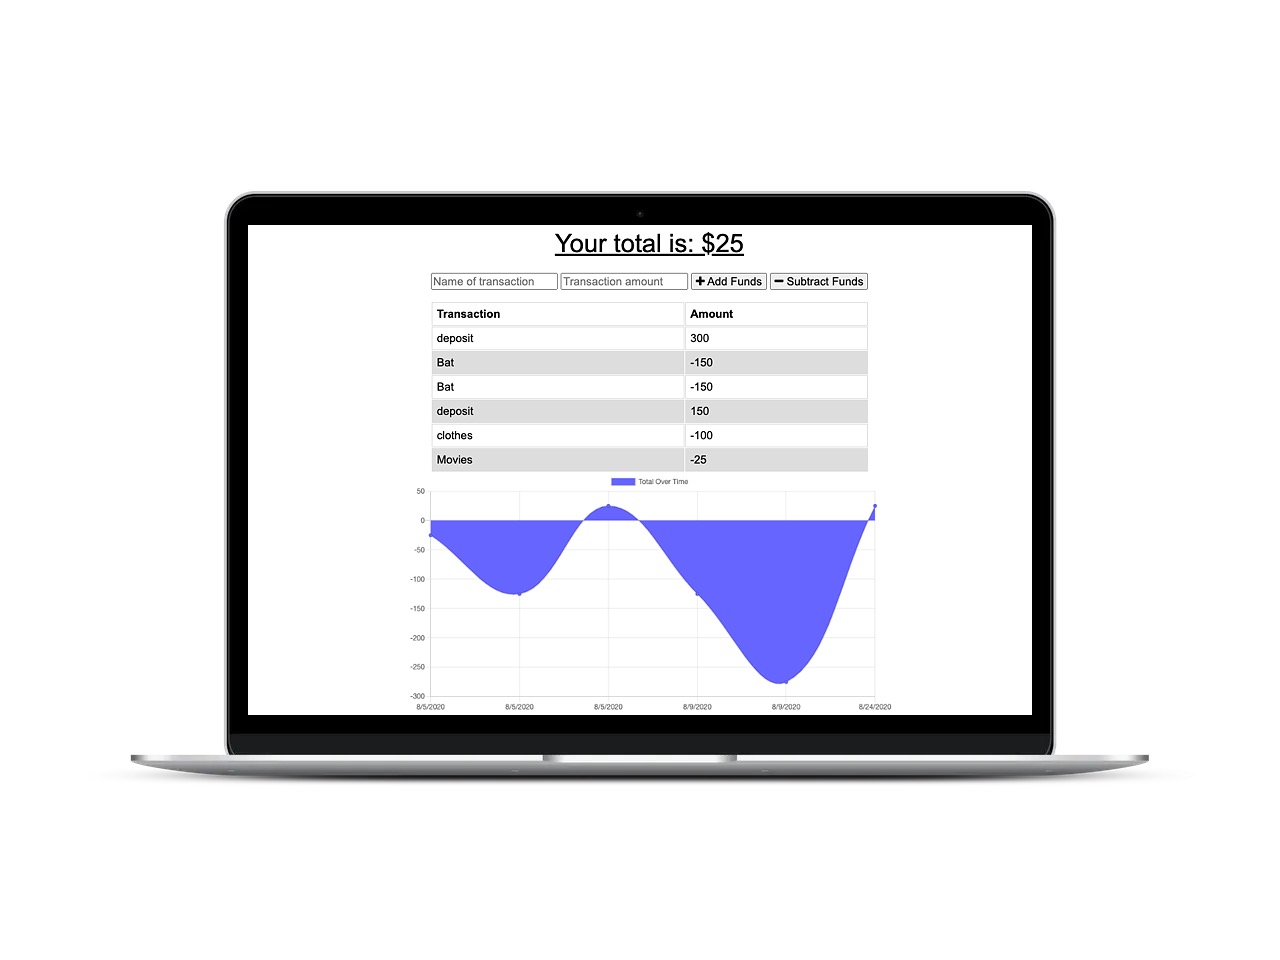 Your total is: $25
Name of transaction Transaction amount Add Funds Subtract Funds
Transaction Amount
deposit 300
Bat -150
Bat -150
deposit 150
clothes -100
Movies -25
Total Over Time
50
0
-50
-100
-150
-200
-250
-300
8/5/2020 8/5/2020 8/5/2020 8/9/2020 8/9/2020 8/24/2020